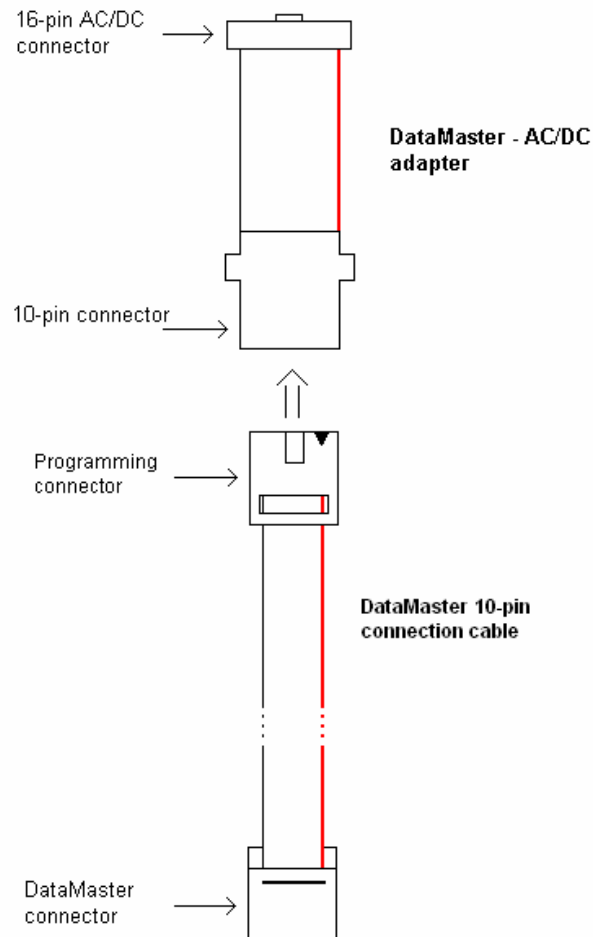 16-pin AC/DC
connector
DataMaster - AC/DC
adapter
10-pin connector
Programming
connector
DataMaster 10-pin
connection cable
DataMaster
connector